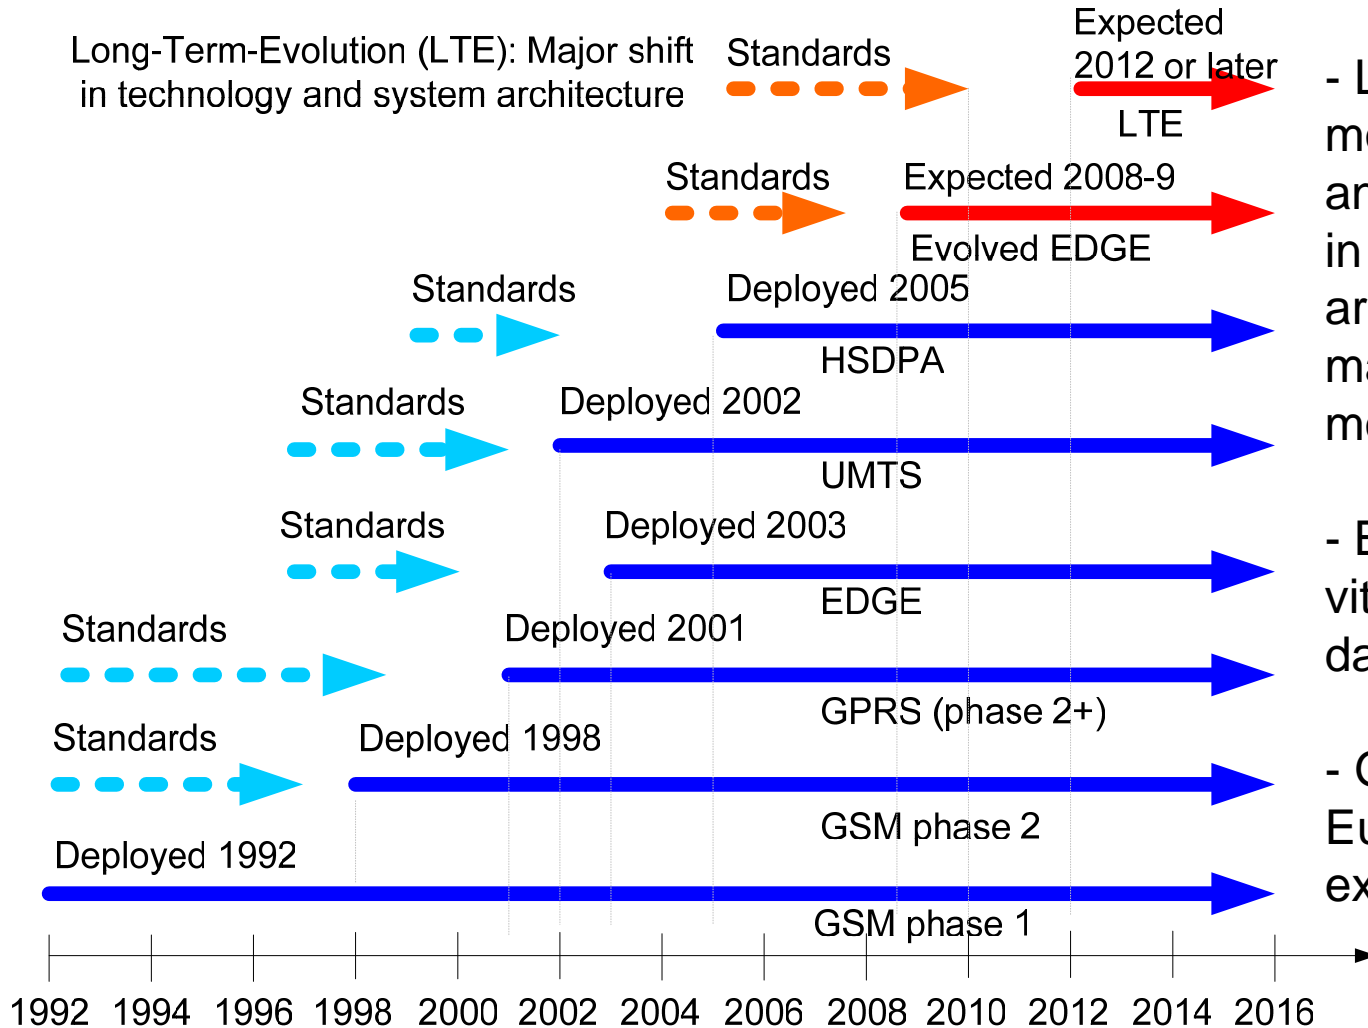 Long-Term-Evolution (LTE): Major shift
in technology and system architecture
Standards
Expected
2012 or later
LTE
Standards
Expected 2008-9
Evolved EDGE
Standards
Deployed 2005
HSDPA
Standards
Deployed 2002
UMTS
Standards
Deployed 2003
EDGE
Standards
Deployed 2001
GPRS (phase 2+)
Standards
Deployed 1998
GSM phase 2
Deployed 1992
GSM phase 1
1992 1994 1996 1998 2000 2002 2004 2006 2008 2010 2012 2014 2016
in